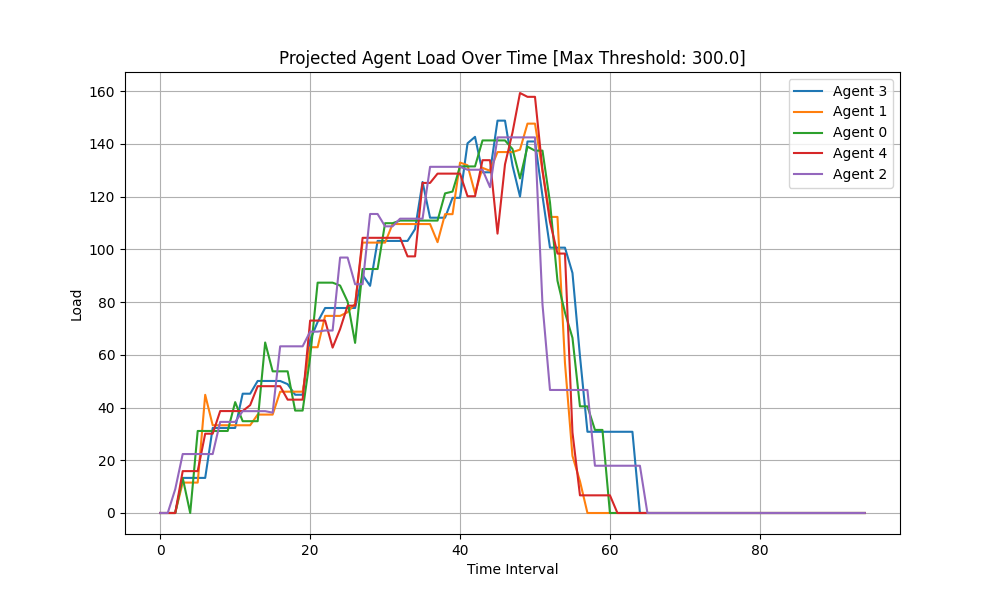 Projected Agent Load Over Time [Max Threshold: 300.0]
160
140
120
100
80
60
40
20
0
Load
Agent 3
Agent 1
Agent 0
Agent 4
Agent 2
0 20 40 60 80
Time Interval